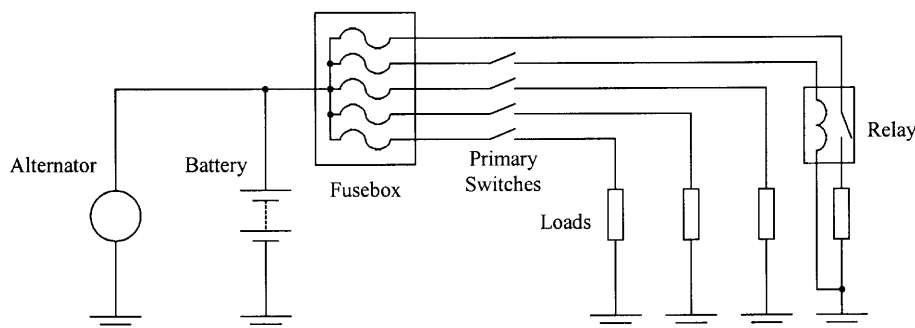 Alternator
Battery
Fusebox
Primary
Switches
Loads
Relay